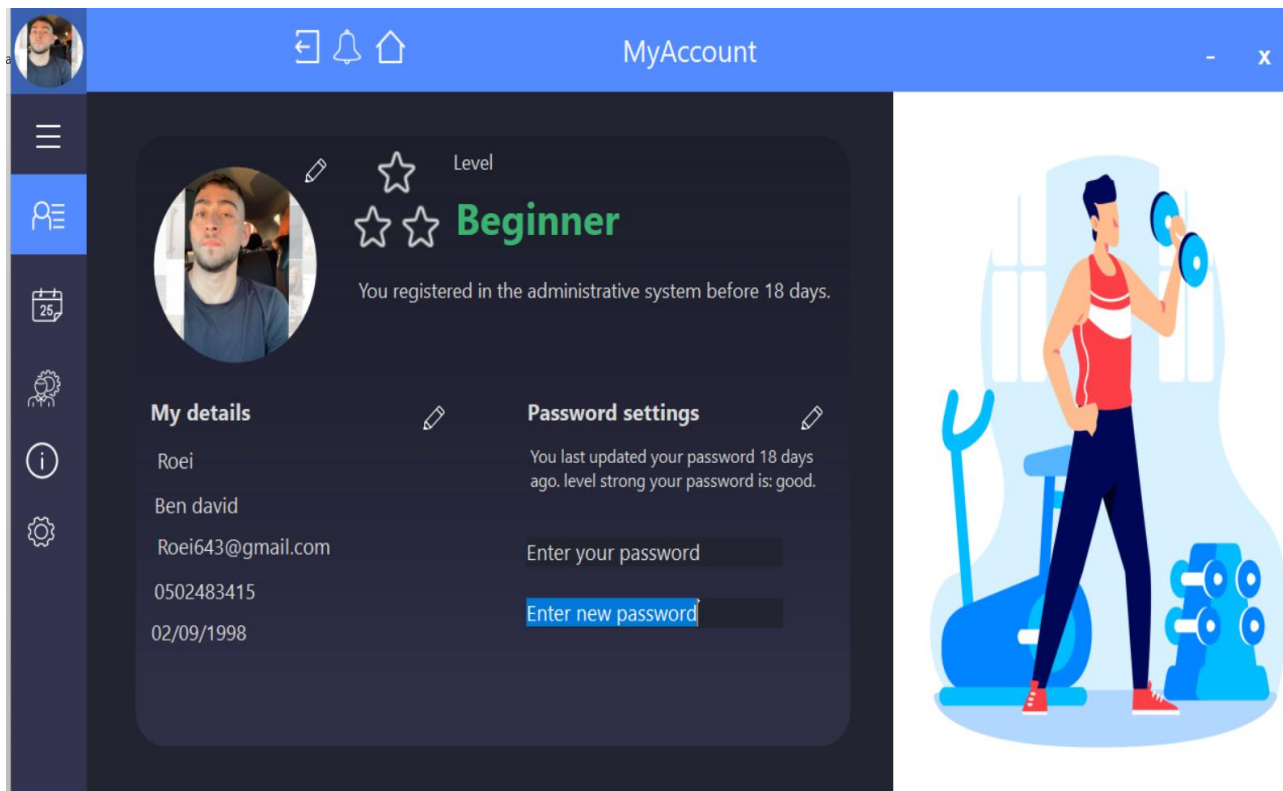 MyAccount
- x
Level
Beginner
You registered in the administrative system before 18 days.
My details
Roei
Ben david
Roei643@gmail.com
0502483415
02/09/1998
Password settings
You last updated your password 18 days
ago. level strong your password is: good.
Enter your password
Enter new password
25